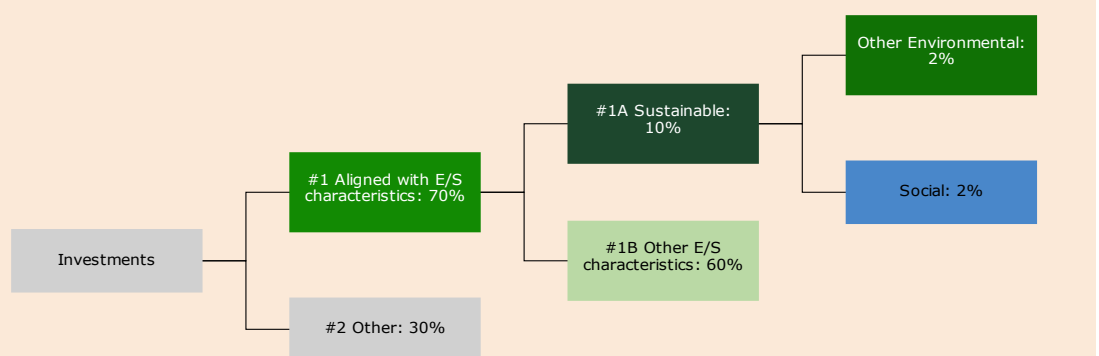 Other Environmental:
2%
#1A Sustainable:
10%
#1 Aligned with E/S
characteristics: 70%
Social: 2%
Investments
#1B Other E/S
characteristics: 60%
#2 Other: 30%